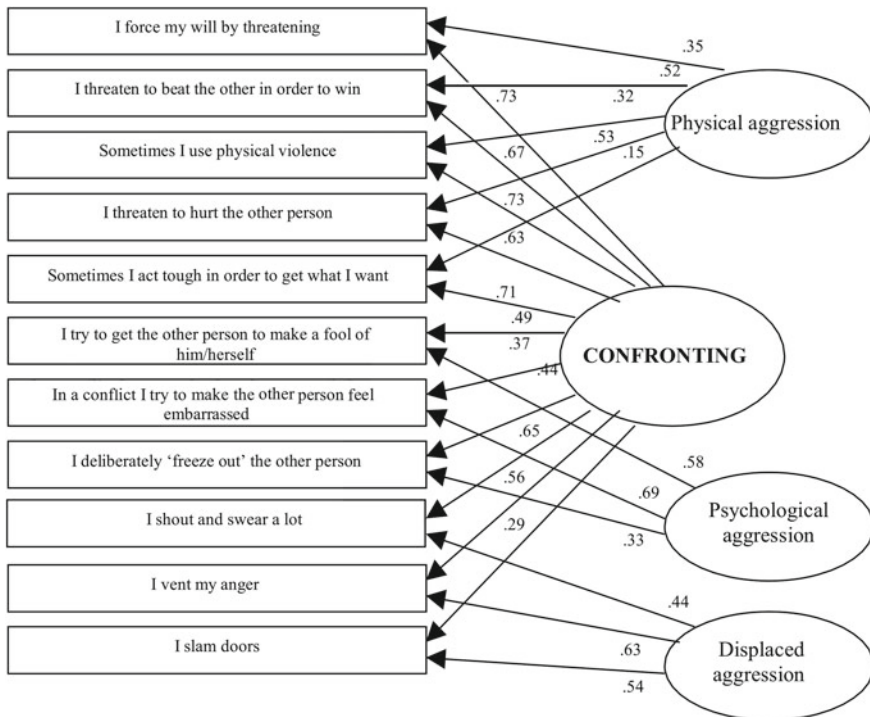 I force my will by threatening
.35
.52
I threaten to beat the other in order to win
.73
.32
Physical aggression
Sometimes I use physical violence
.67
.53
.15
I threaten to hurt the other person
.73
.63
Sometimes I act tough in order to get what I want
.71
.49
I try to get the other person to make a fool of
him/herself
.37
CONFRONTING
.44
In a conflict I try to make the other person feel
embarrassed
.65
I deliberately ‘freeze out’ the other person
.58
.56
.69
Psychological
aggression
I shout and swear a lot
.29
.33
I vent my anger
.44
I slam doors
.63
Displaced
aggression
.54